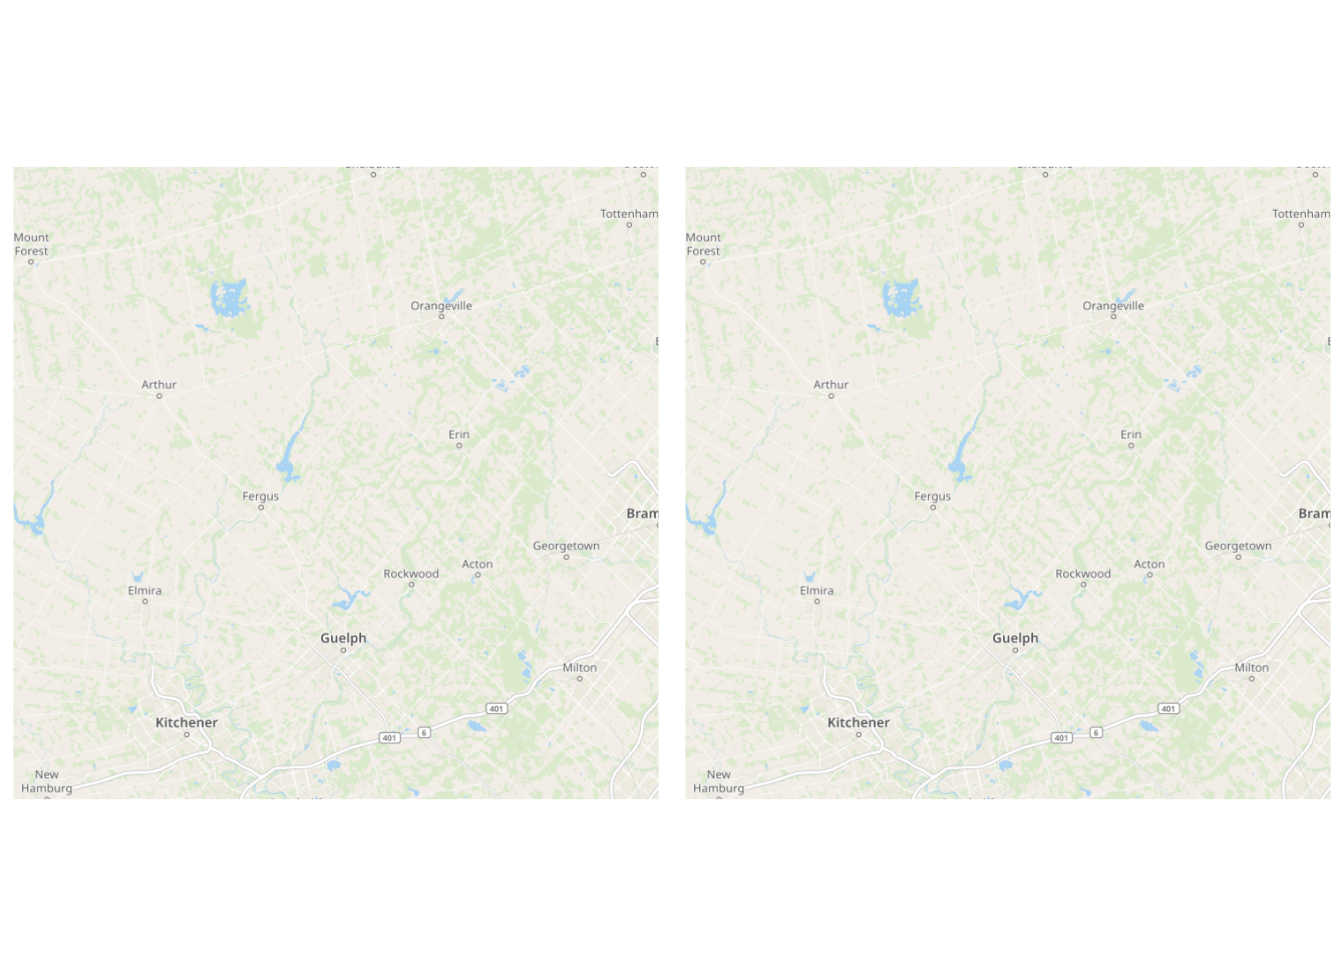 Tottenham
Mount
Forest
Orangeville
Arthur
Erin
Fergus
Bram
Georgetown
Acton
Rockwood
Elmira
Guelph
Milton
401
Kitchener
6
401
New
Hamburg
Tottenham
Mount
Forest
Orangeville
Arthur
Erin
Fergus
Bram
Georgetown
Acton
Rockwood
Elmira
Guelph
Milton
401
Kitchener
6
401
New
Hamburg